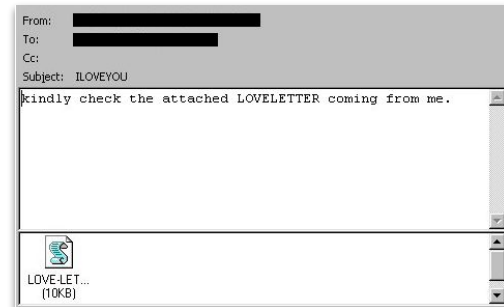 From:
To:
Cc:
Subject: ILOVEYOU
kindly check the attached LOVELETTER coming from me.
LOVE-LET...
(10KB)